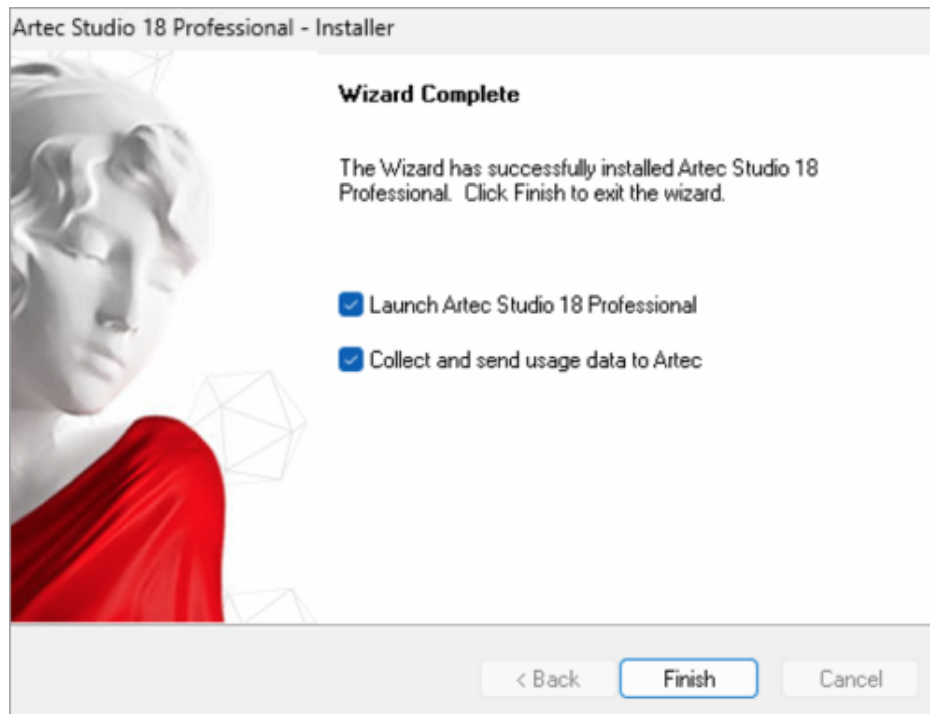 Artec Studio 18 Professional - Installer
Wizard Complete
The Wizard has successfully installed Artec Studio 18
Professional. Click Finish to exit the wizard.
Launch Artec Studio 18 Professional
Collect and send usage data to Artec
< Back Finish Cancel